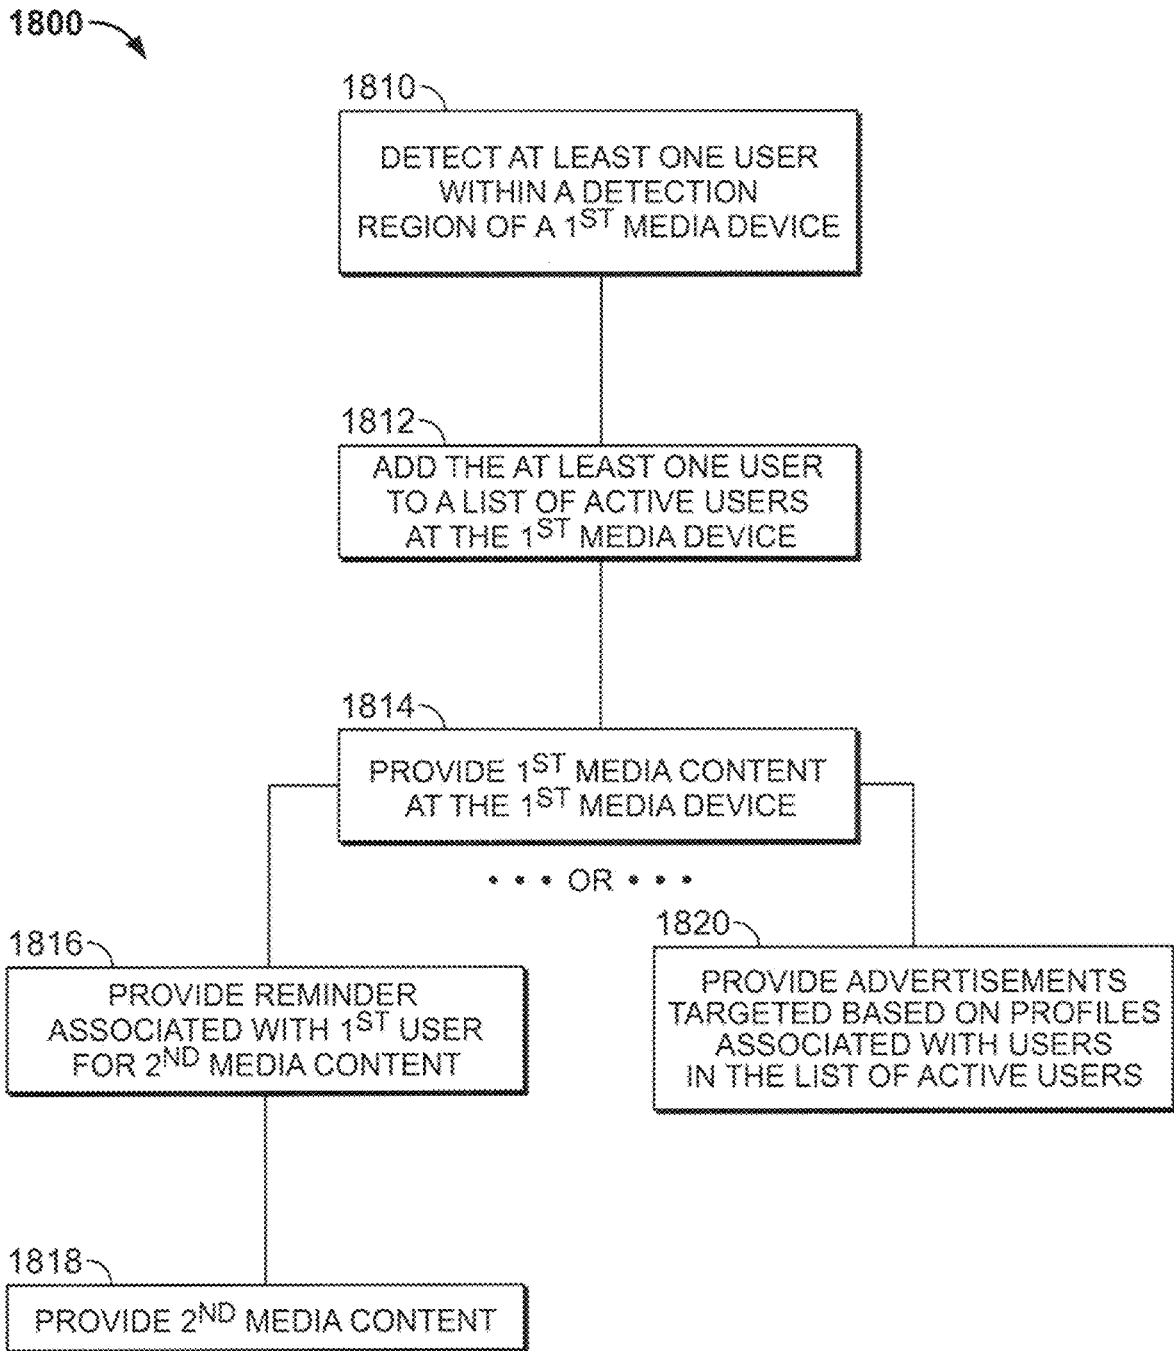 1800
1810
DETECT AT LEAST ONE USER
WITHIN A DETECTION
REGION OF A 1ST MEDIA DEVICE
1812
ADD THE AT LEAST ONE USER
TO A LIST OF ACTIVE USERS
AT THE 1ST MEDIA DEVICE
1814
PROVIDE 1ST MEDIA CONTENT
AT THE 1ST MEDIA DEVICE
• • • OR • • •
1816
PROVIDE REMINDER
ASSOCIATED WITH 1ST USER
FOR 2ND MEDIA CONTENT
1818
PROVIDE 2ND MEDIA CONTENT
1820
PROVIDE ADVERTISEMENTS
TARGETED BASED ON PROFILES
ASSOCIATED WITH USERS
IN THE LIST OF ACTIVE USERS